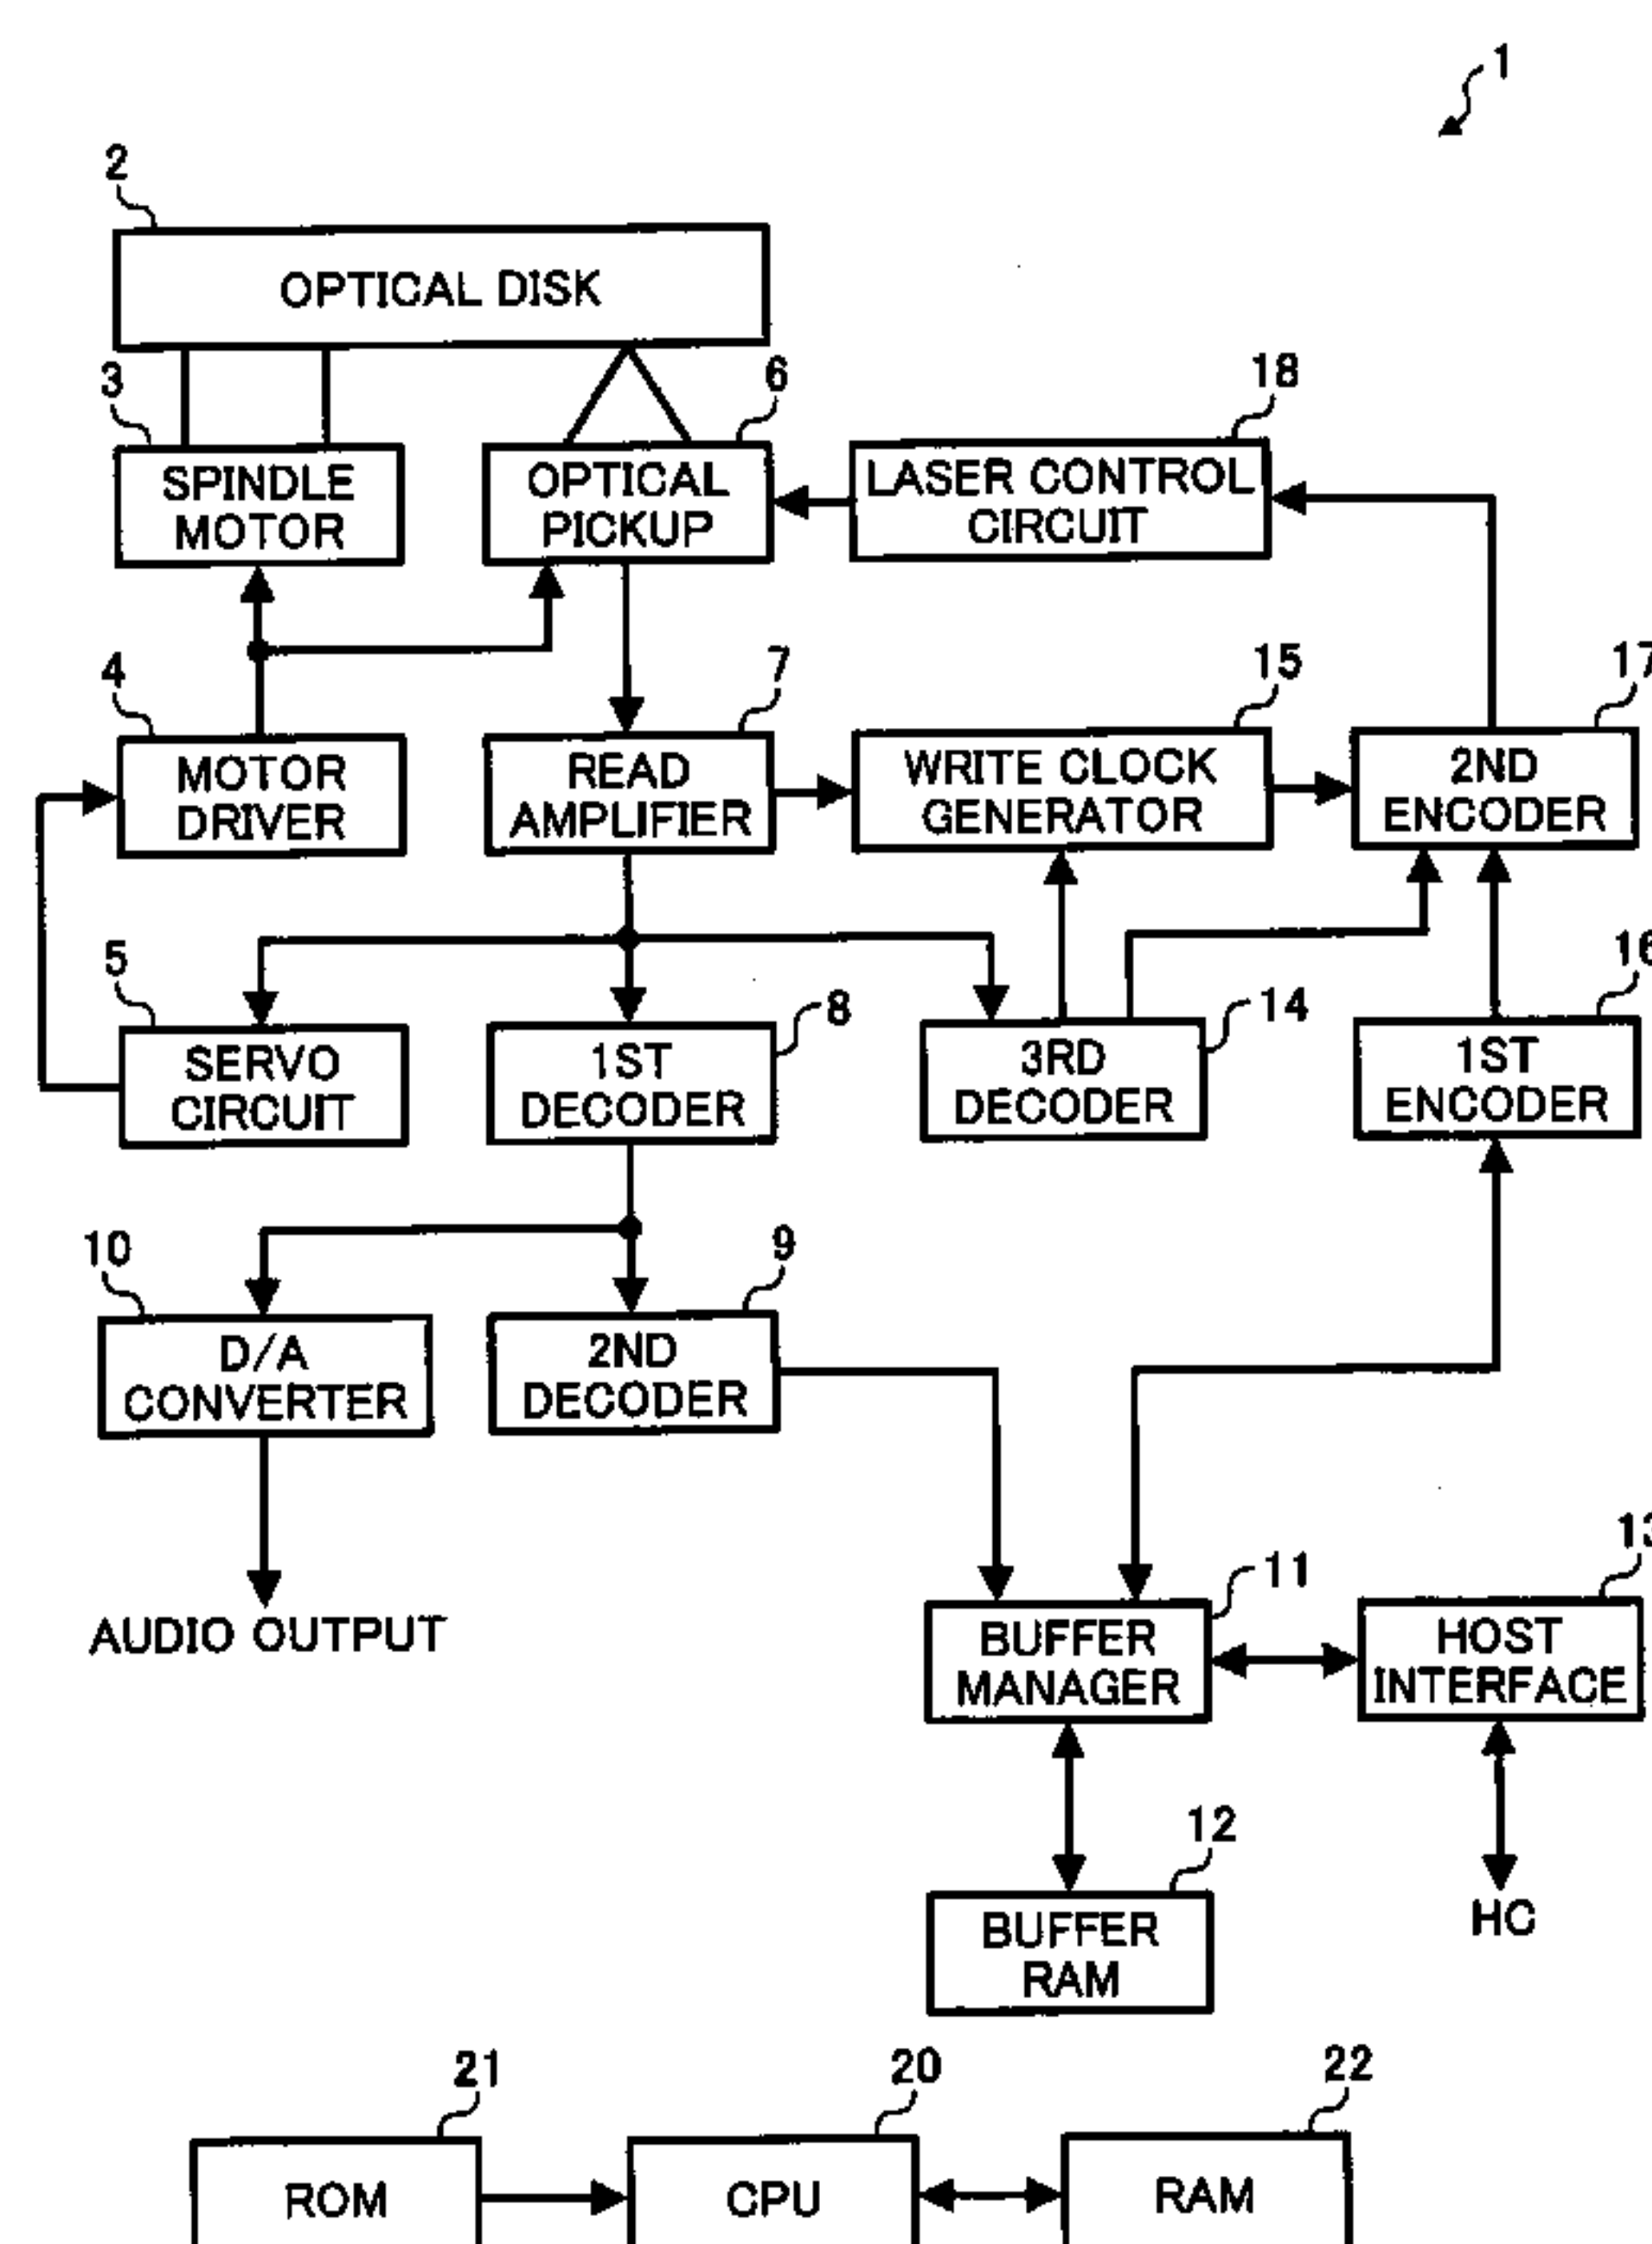 1
2
OPTICAL DISK
3
SPINDLE
MOTOR
6
OPTICAL
PICKUP
18
LASER CONTROL
CIRCUIT
4
MOTOR
DRIVER
7
READ
AMPLIFIER
15
WRITE CLOCK
GENERATOR
17
2ND
ENCODER
5
SERVO
CIRCUIT
8
1ST
DECODER
14
3RD
DECODER
16
1ST
ENCODER
10
D/A
CONVERTER
9
2ND
DECODER
AUDIO OUTPUT
11
BUFFER
MANAGER
13
HOST
INTERFACE
12
BUFFER
RAM
HC
21
ROM
20
CPU
22
RAM